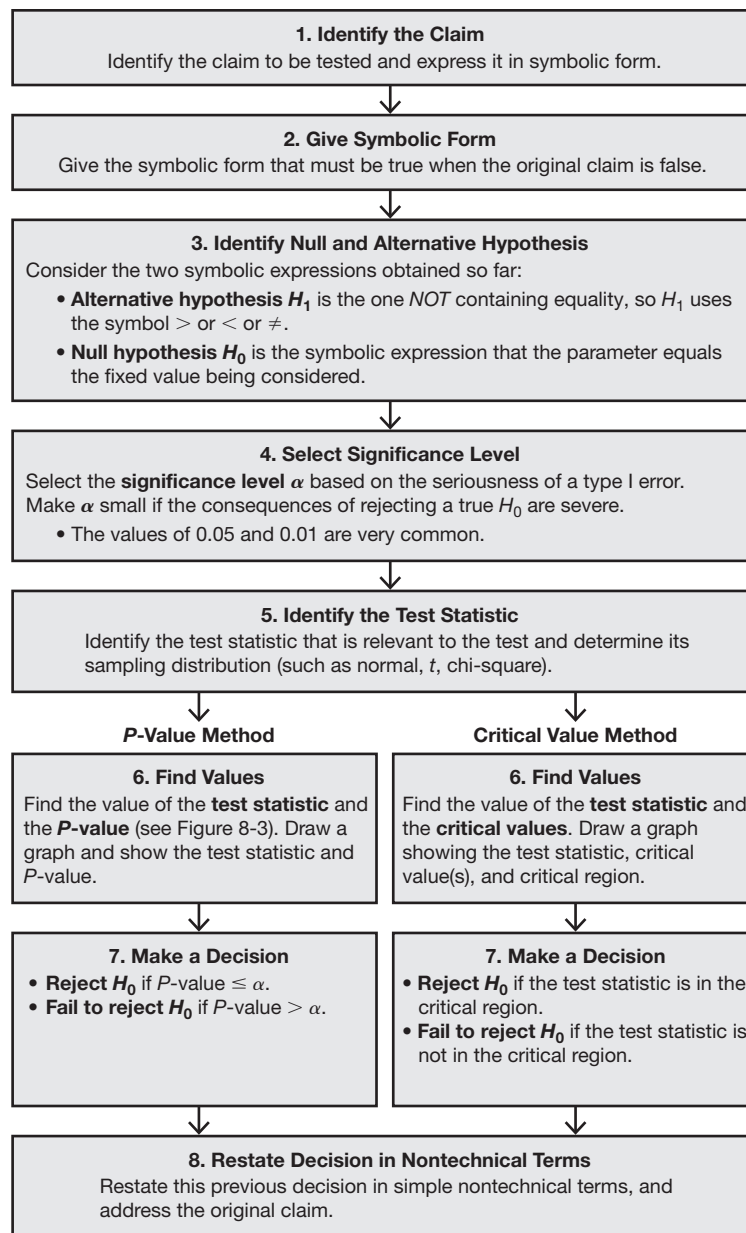 1. Identify the Claim
Identify the claim to be tested and express it in symbolic form.
2. Give Symbolic Form
Give the symbolic form that must be true when the original claim is false.
3. Identify Null and Alternative Hypothesis
Consider the two symbolic expressions obtained so far:
• Alternative hypothesis H₁ is the one NOT containing equality, so H₁ uses
the symbol > or < or ≠.
• Null hypothesis H₀ is the symbolic expression that the parameter equals
the fixed value being considered.
4. Select Significance Level
Select the significance level α based on the seriousness of a type I error.
Make α small if the consequences of rejecting a true H₀ are severe.
• The values of 0.05 and 0.01 are very common.
5. Identify the Test Statistic
Identify the test statistic that is relevant to the test and determine its
sampling distribution (such as normal, t, chi-square).
P-Value Method
6. Find Values
Find the value of the test statistic and
the P-value (see Figure 8-3). Draw a
graph and show the test statistic and
P-value.
7. Make a Decision
• Reject H₀ if P-value ≤ α.
• Fail to reject H₀ if P-value > α.
Critical Value Method
6. Find Values
Find the value of the test statistic and
the critical values. Draw a graph
showing the test statistic, critical
value(s), and critical region.
7. Make a Decision
• Reject H₀ if the test statistic is in the
critical region.
• Fail to reject H₀ if the test statistic is
not in the critical region.
8. Restate Decision in Nontechnical Terms
Restate this previous decision in simple nontechnical terms, and
address the original claim.